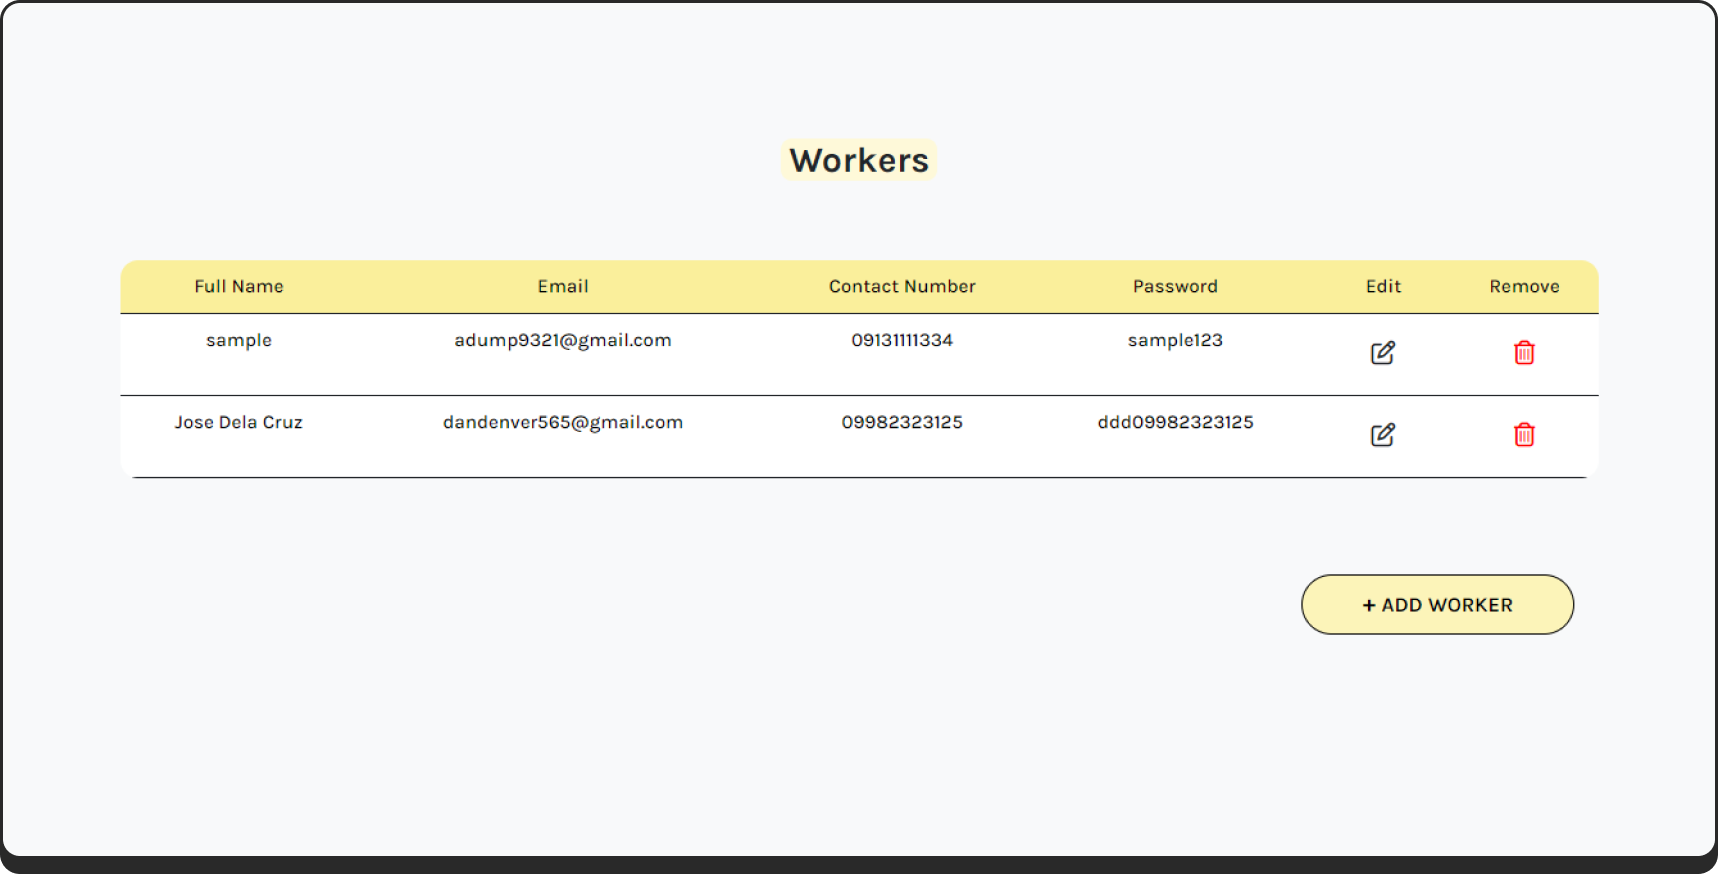 Workers
Full Name Email Contact Number Password Edit Remove
sample adump9321@gmail.com 09131111334 sample123
Jose Dela Cruz dandenver565@gmail.com 09982323125 ddd09982323125
+ ADD WORKER